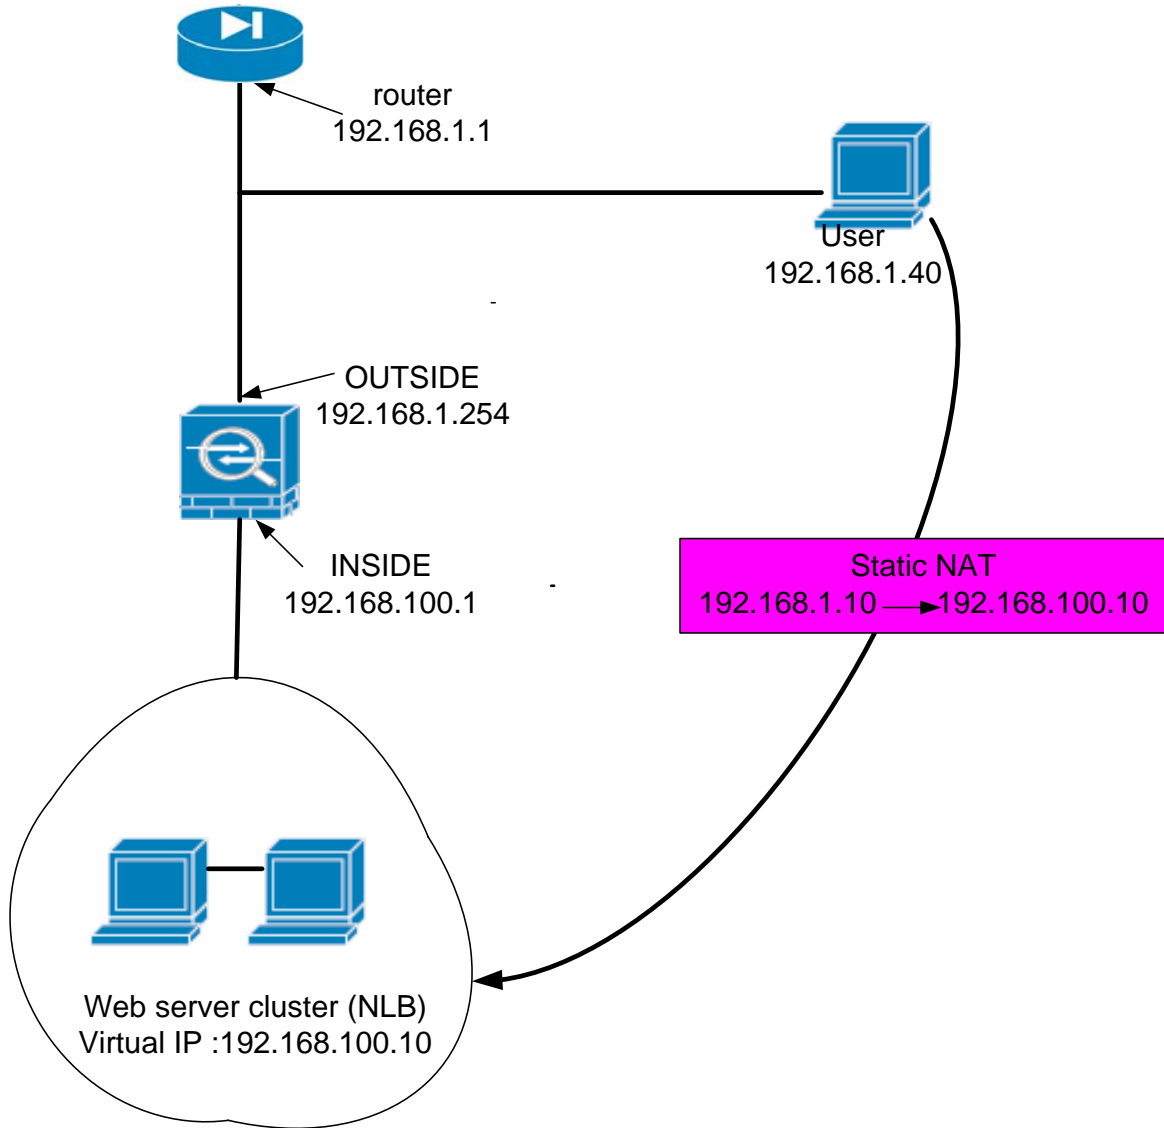 router
192.168.1.1
User
192.168.1.40
-
OUTSIDE
192.168.1.254
INSIDE
192.168.100.1
-
Static NAT
192.168.1.10 192.168.100.10
Web server cluster (NLB)
Virtual IP :192.168.100.10